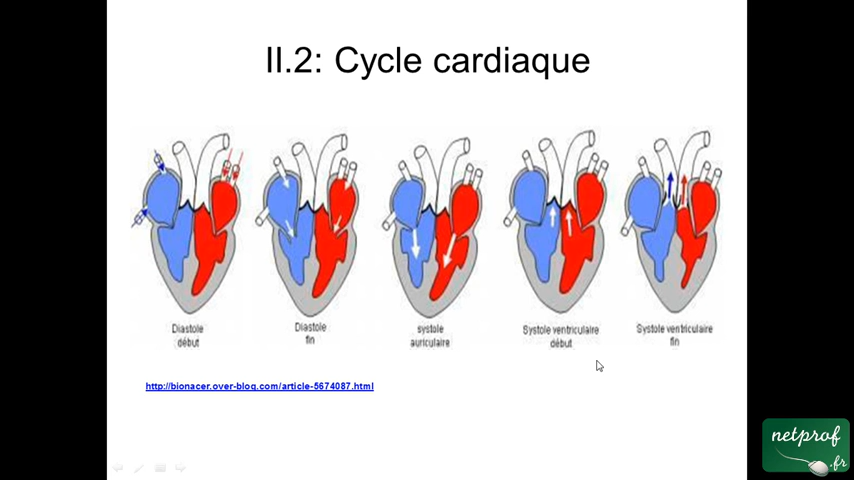 II.2: Cycle cardiaque
Diastole
début
Diastole
fin
systole
auriculaire
Systole ventriculaire
début
Systole ventriculaire
fin
http://bionacer.over-blog.com/article-5674087.html
netprof
.fr